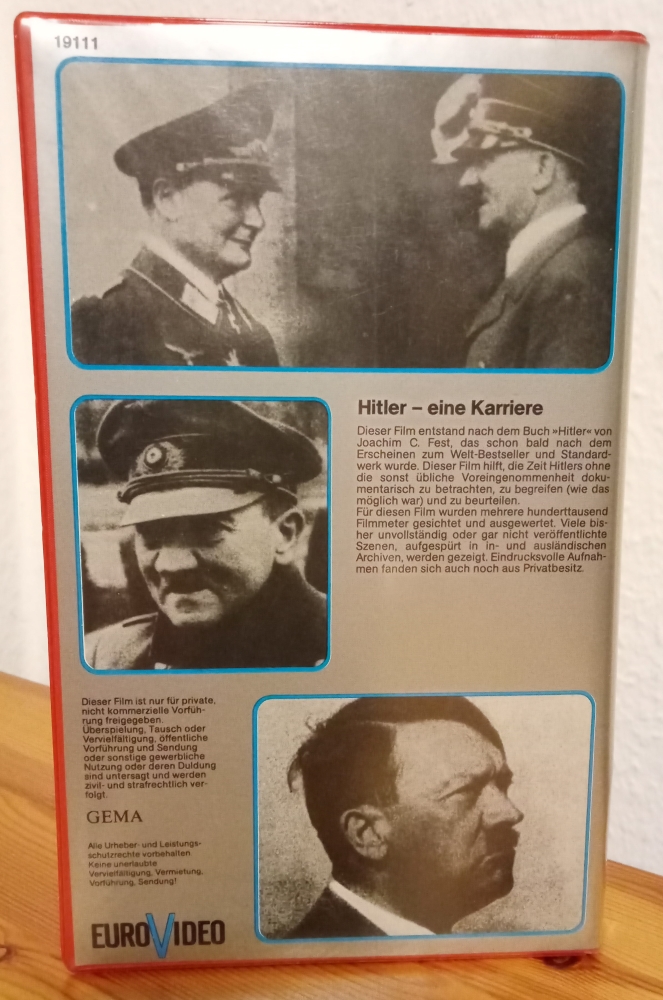 19111
Hitler – eine Karriere
Dieser Film entstand nach dem Buch »Hitler« von
Joachim C. Fest, das schon bald nach dem
Erscheinen zum Welt-Bestseller und Standard-
werk wurde. Dieser Film hilft, die Zeit Hitlers ohne
die sonst übliche Voreingenommenheit doku-
mentarisch zu betrachten, zu begreifen (wie das
möglich war) und zu beurteilen.
Für diesen Film wurden mehrere hunderttausend
Filmmeter gesichtet und ausgewertet. Viele bis-
her unvollständig oder gar nicht veröffentlichte
Szenen, aufgespürt in in- und ausländischen
Archiven, werden gezeigt. Eindrucksvolle Aufnah-
men fanden sich auch noch aus Privatbesitz.
Dieser Film ist nur für private,
nicht kommerzielle Vorfüh-
rung freigegeben.
Überspielung, Tausch oder
Vervielfältigung, öffentliche
Vorführung und Sendung
oder sonstige gewerbliche
Nutzung oder deren Duldung
sind untersagt und werden
zivil- und strafrechtlich ver-
folgt.
GEMA
Alle Urheber- und Leistungs-
schutzrechte vorbehalten.
Keine unerlaubte
Vervielfältigung, Vermietung,
Vorführung, Sendung!
EUROVIDEO